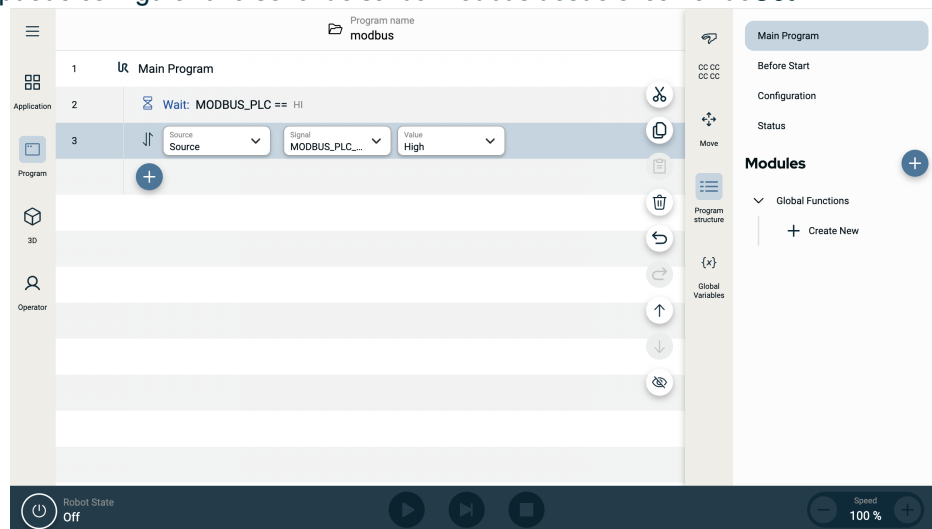 Program name
modbus
1 Main Program
2 Wait: MODBUS_PLC == HI
3
Source
Source
Signal
MODBUS_PLC_...
Value
High
Application
Program
3D
Operator
CC CC
CC CC
Move
Program
structure
{x}
Global
Variables
Main Program
Before Start
Configuration
Status
Modules
Global Functions
Create New
Robot State
Off
Speed
100 %